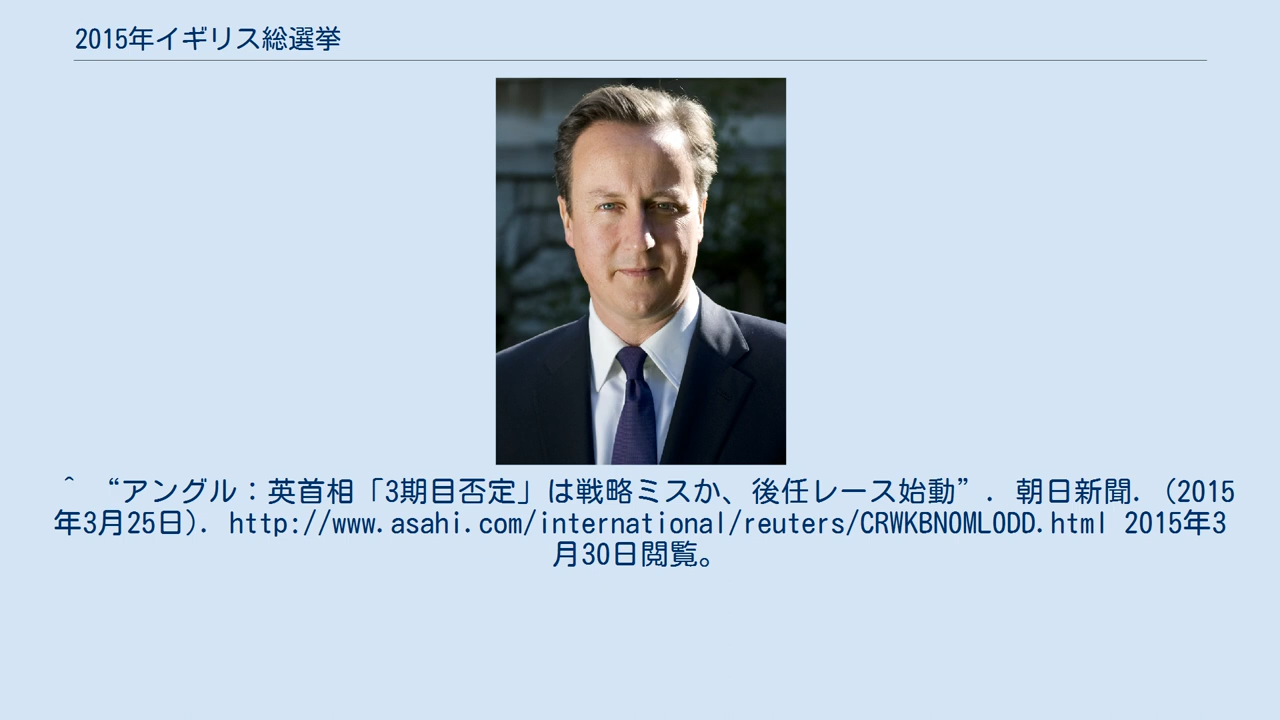 2015年イギリス総選挙
^ “アングル：英首相「3期目否定」は戦略ミスか、後任レース始動”. 朝日新聞. (2015
年3月25日). http://www.asahi.com/international/reuters/CRWKBN0ML0DD.html 2015年3
月30日閲覧。